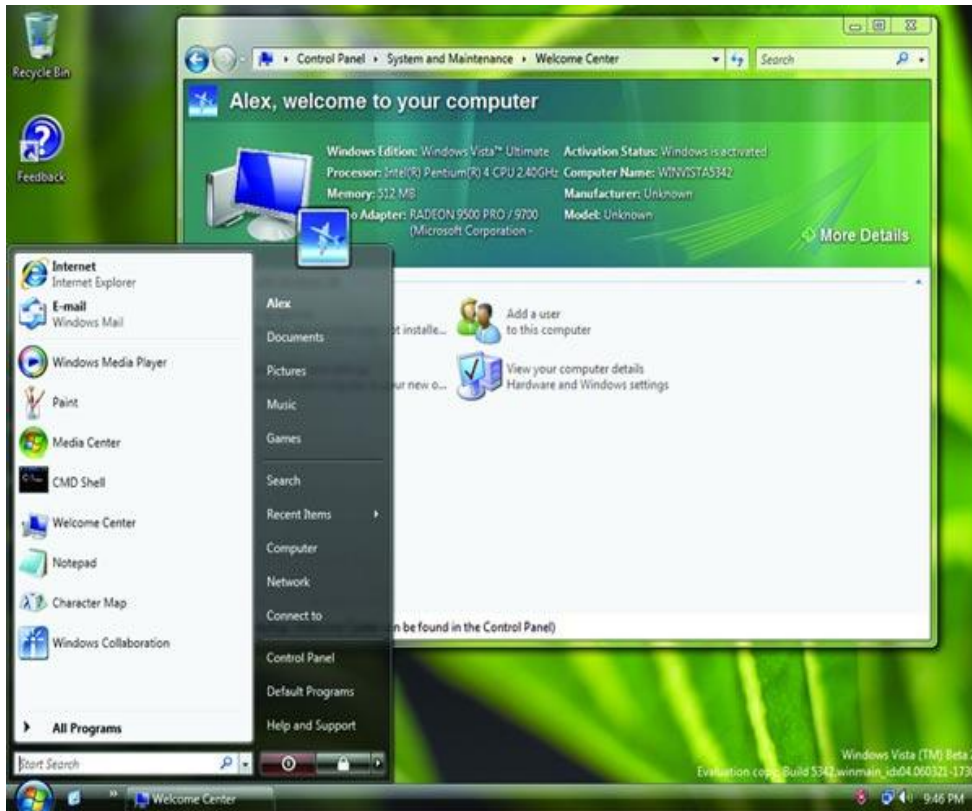 Recycle Bin
Feedback
Control Panel
System and Maintenance
Welcome Center
Search
Alex, welcome to your computer
Windows Edition: Windows Vista™ Ultimate
Activation Status: Windows is activated
Processor: Intel(R) Pentium(R) 4 CPU 2.40GHz
Computer Name: WINVISTA5342
Memory: 512 MB
Manufacturer: Unknown
o Adapter: RADEON 9500 PRO / 9700
Model: Unknown
(Microsoft Corporation -
More Details
ot installe...
Add a user
to this computer
ur new o...
View your computer details
Hardware and Windows settings
n be found in the Control Panel)
Internet
Internet Explorer
E-mail
Windows Mail
Windows Media Player
Paint
Media Center
CMD Shell
Welcome Center
Notepad
Character Map
Windows Collaboration
All Programs
Start Search
Alex
Documents
Pictures
Music
Games
Search
Recent Items
Computer
Network
Connect to
Control Panel
Default Programs
Help and Support
Windows Vista (TM) Beta
Evaluation copy. Build 5342.winmain_idx04.060321-173
Welcome Center
9:46 PM